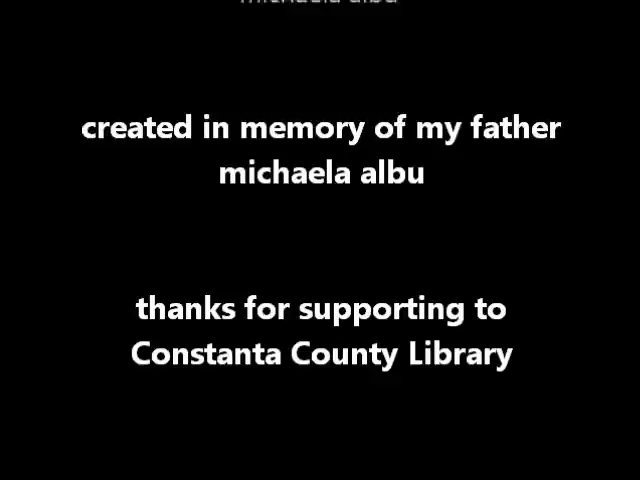 created in memory of my father
michaela albu
thanks for supporting to
Constanta County Library